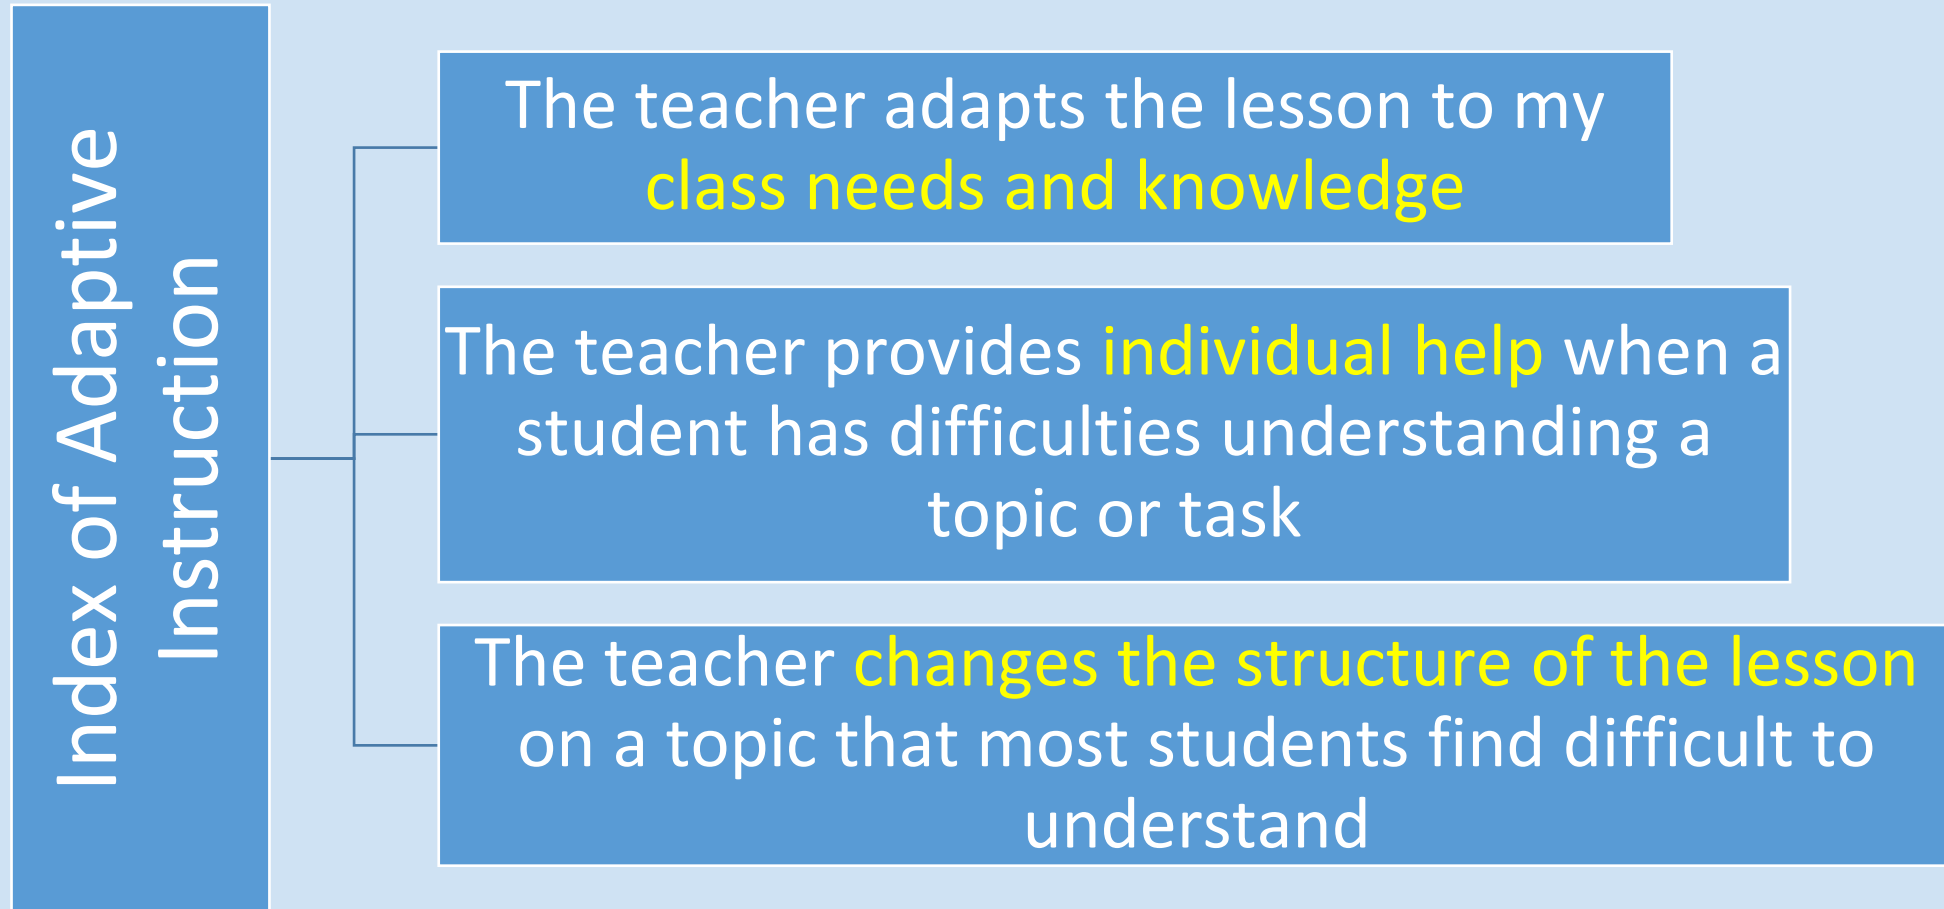 Index of Adaptive
Instruction
The teacher adapts the lesson to my
class needs and knowledge
The teacher provides individual help when a
student has difficulties understanding a
topic or task
The teacher changes the structure of the lesson
on a topic that most students find difficult to
understand